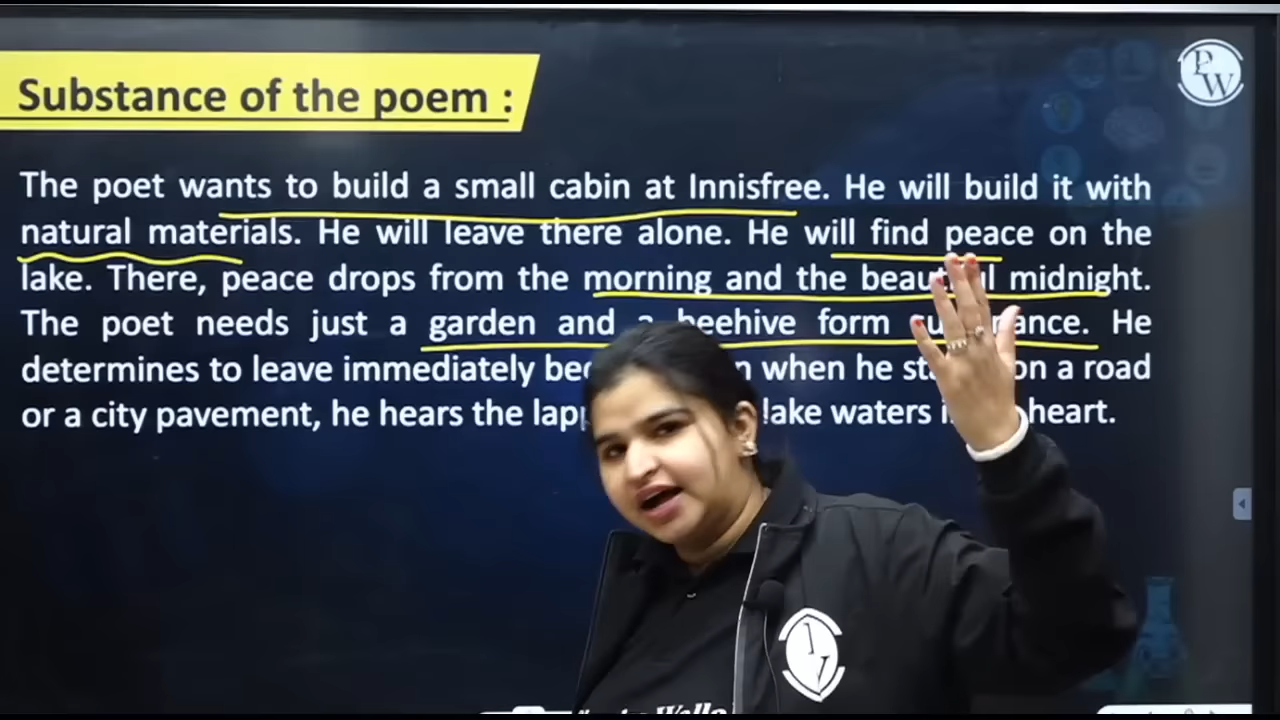 Substance of the poem :
PW
The poet wants to build a small cabin at Innisfree. He will build it with
natural materials. He will leave there alone. He will find peace on the
lake. There, peace drops from the morning and the beautiful midnight.
The poet needs just a garden and a beehive form
He
determines to leave immediately
when he
on a road
or a city pavement, he hears the
lake waters
heart.